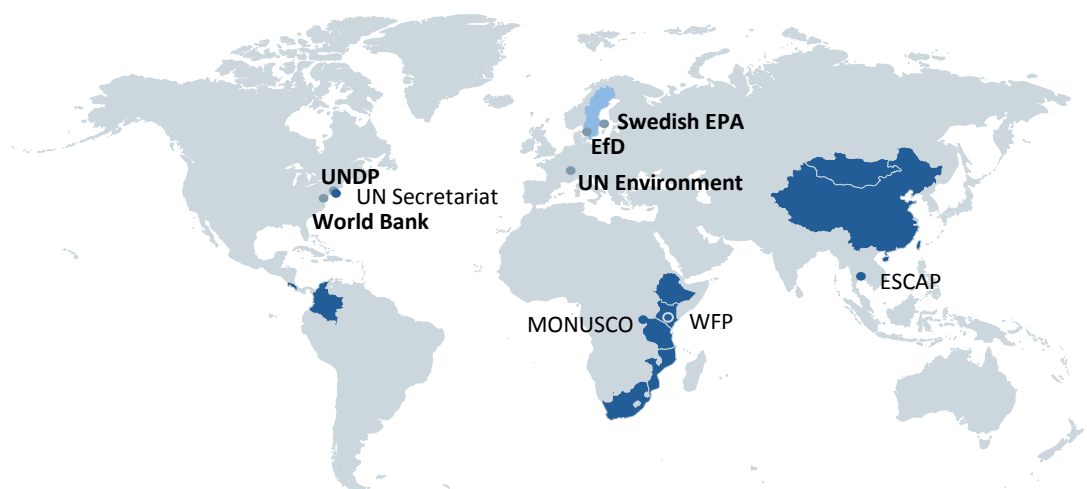 Swedish EPA
EfD
UNDP
UN Environment
UN Secretariat
World Bank
ESCAP
MONUSCO
WFP